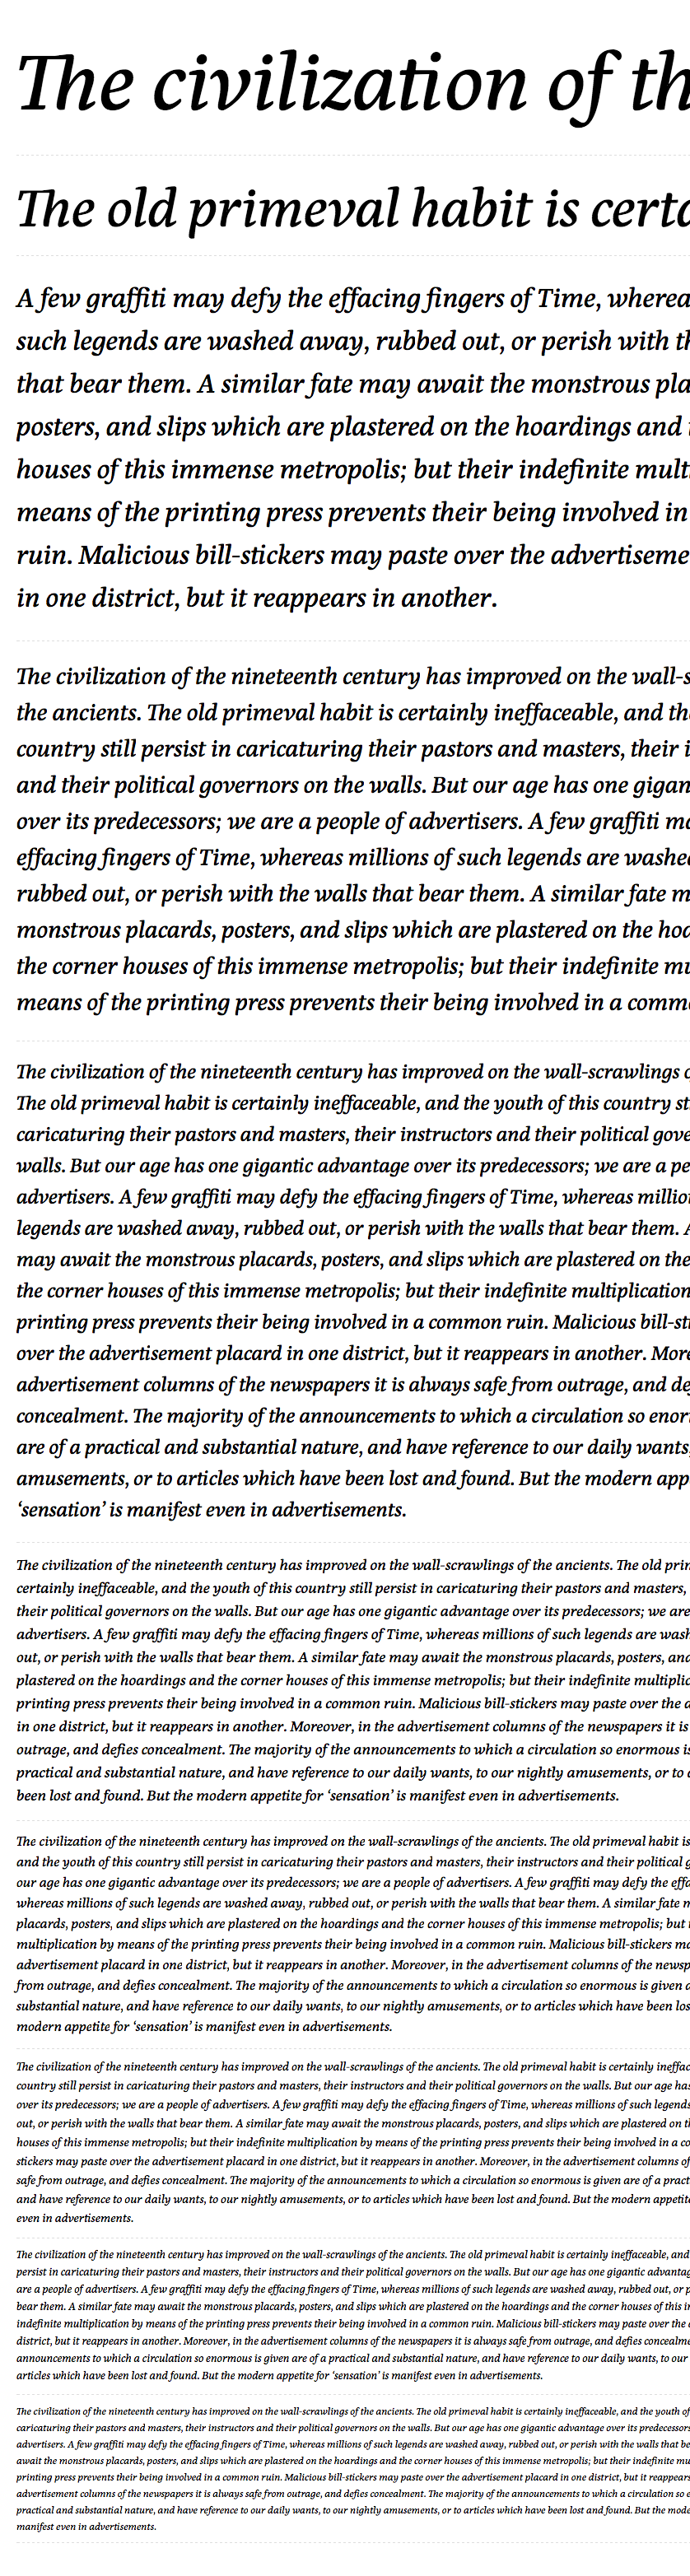 The civilization of th
The old primeval habit is certa
A few graffiti may defy the effacing fingers of Time, wherea
such legends are washed away, rubbed out, or perish with th
that bear them. A similar fate may await the monstrous pla
posters, and slips which are plastered on the hoardings and
houses of this immense metropolis; but their indefinite mult
means of the printing press prevents their being involved in
ruin. Malicious bill-stickers may paste over the advertiseme
in one district, but it reappears in another.
The civilization of the nineteenth century has improved on the wall-s
the ancients. The old primeval habit is certainly ineffaceable, and th
country still persist in caricaturing their pastors and masters, their i
and their political governors on the walls. But our age has one gigan
over its predecessors; we are a people of advertisers. A few graffiti ma
effacing fingers of Time, whereas millions of such legends are washe
rubbed out, or perish with the walls that bear them. A similar fate m
monstrous placards, posters, and slips which are plastered on the hoa
the corner houses of this immense metropolis; but their indefinite mu
means of the printing press prevents their being involved in a comm
The civilization of the nineteenth century has improved on the wall-scrawlings o
The old primeval habit is certainly ineffaceable, and the youth of this country st
caricaturing their pastors and masters, their instructors and their political gove
walls. But our age has one gigantic advantage over its predecessors; we are a pe
advertisers. A few graffiti may defy the effacing fingers of Time, whereas millio
legends are washed away, rubbed out, or perish with the walls that bear them. A
may await the monstrous placards, posters, and slips which are plastered on the
the corner houses of this immense metropolis; but their indefinite multiplication
printing press prevents their being involved in a common ruin. Malicious bill-sti
over the advertisement placard in one district, but it reappears in another. More
advertisement columns of the newspapers it is always safe from outrage, and de
concealment. The majority of the announcements to which a circulation so enor
are of a practical and substantial nature, and have reference to our daily wants,
amusements, or to articles which have been lost and found. But the modern app
‘sensation’ is manifest even in advertisements.
The civilization of the nineteenth century has improved on the wall-scrawlings of the ancients. The old prim
certainly ineffaceable, and the youth of this country still persist in caricaturing their pastors and masters,
their political governors on the walls. But our age has one gigantic advantage over its predecessors; we are
advertisers. A few graffiti may defy the effacing fingers of Time, whereas millions of such legends are wash
out, or perish with the walls that bear them. A similar fate may await the monstrous placards, posters, and
plastered on the hoardings and the corner houses of this immense metropolis; but their indefinite multiplic
printing press prevents their being involved in a common ruin. Malicious bill-stickers may paste over the a
in one district, but it reappears in another. Moreover, in the advertisement columns of the newspapers it is
outrage, and defies concealment. The majority of the announcements to which a circulation so enormous is
practical and substantial nature, and have reference to our daily wants, to our nightly amusements, or to a
been lost and found. But the modern appetite for ‘sensation’ is manifest even in advertisements.
The civilization of the nineteenth century has improved on the wall-scrawlings of the ancients. The old primeval habit is
and the youth of this country still persist in caricaturing their pastors and masters, their instructors and their political g
our age has one gigantic advantage over its predecessors; we are a people of advertisers. A few graffiti may defy the effa
whereas millions of such legends are washed away, rubbed out, or perish with the walls that bear them. A similar fate m
placards, posters, and slips which are plastered on the hoardings and the corner houses of this immense metropolis; but t
multiplication by means of the printing press prevents their being involved in a common ruin. Malicious bill-stickers ma
advertisement placard in one district, but it reappears in another. Moreover, in the advertisement columns of the newsp
from outrage, and defies concealment. The majority of the announcements to which a circulation so enormous is given a
substantial nature, and have reference to our daily wants, to our nightly amusements, or to articles which have been los
modern appetite for ‘sensation’ is manifest even in advertisements.
The civilization of the nineteenth century has improved on the wall-scrawlings of the ancients. The old primeval habit is certainly ineffac
country still persist in caricaturing their pastors and masters, their instructors and their political governors on the walls. But our age has
over its predecessors; we are a people of advertisers. A few graffiti may defy the effacing fingers of Time, whereas millions of such legends
out, or perish with the walls that bear them. A similar fate may await the monstrous placards, posters, and slips which are plastered on th
houses of this immense metropolis; but their indefinite multiplication by means of the printing press prevents their being involved in a co
stickers may paste over the advertisement placard in one district, but it reappears in another. Moreover, in the advertisement columns of
safe from outrage, and defies concealment. The majority of the announcements to which a circulation so enormous is given are of a pract
and have reference to our daily wants, to our nightly amusements, or to articles which have been lost and found. But the modern appetite
even in advertisements.
The civilization of the nineteenth century has improved on the wall-scrawlings of the ancients. The old primeval habit is certainly ineffaceable, and
persist in caricaturing their pastors and masters, their instructors and their political governors on the walls. But our age has one gigantic advantag
are a people of advertisers. A few graffiti may defy the effacing fingers of Time, whereas millions of such legends are washed away, rubbed out, or p
bear them. A similar fate may await the monstrous placards, posters, and slips which are plastered on the hoardings and the corner houses of this i
indefinite multiplication by means of the printing press prevents their being involved in a common ruin. Malicious bill-stickers may paste over the
district, but it reappears in another. Moreover, in the advertisement columns of the newspapers it is always safe from outrage, and defies concealme
announcements to which a circulation so enormous is given are of a practical and substantial nature, and have reference to our daily wants, to our
articles which have been lost and found. But the modern appetite for ‘sensation’ is manifest even in advertisements.
The civilization of the nineteenth century has improved on the wall-scrawlings of the ancients. The old primeval habit is certainly ineffaceable, and the youth of
caricaturing their pastors and masters, their instructors and their political governors on the walls. But our age has one gigantic advantage over its predecessors
advertisers. A few graffiti may defy the effacing fingers of Time, whereas millions of such legends are washed away, rubbed out, or perish with the walls that be
await the monstrous placards, posters, and slips which are plastered on the hoardings and the corner houses of this immense metropolis; but their indefinite mu
printing press prevents their being involved in a common ruin. Malicious bill-stickers may paste over the advertisement placard in one district, but it reappears
advertisement columns of the newspapers it is always safe from outrage, and defies concealment. The majority of the announcements to which a circulation so e
practical and substantial nature, and have reference to our daily wants, to our nightly amusements, or to articles which have been lost and found. But the mode
manifest even in advertisements.